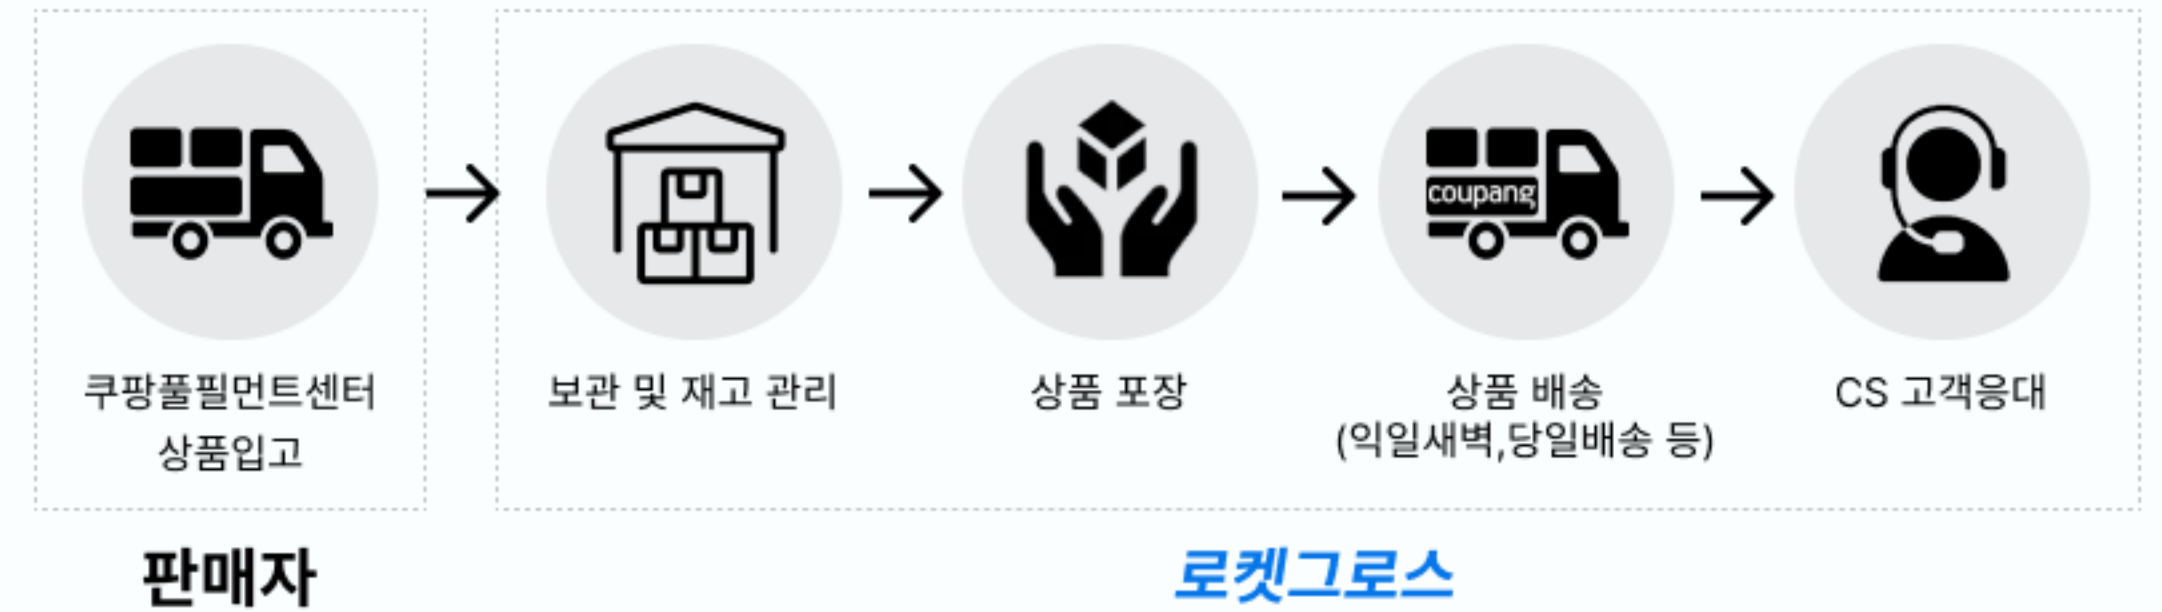 coupang
쿠팡풀필먼트센터
상품입고
보관 및 재고 관리
상품 포장
상품 배송
(익일새벽,당일배송 등)
CS 고객응대
판매자
로켓그로스